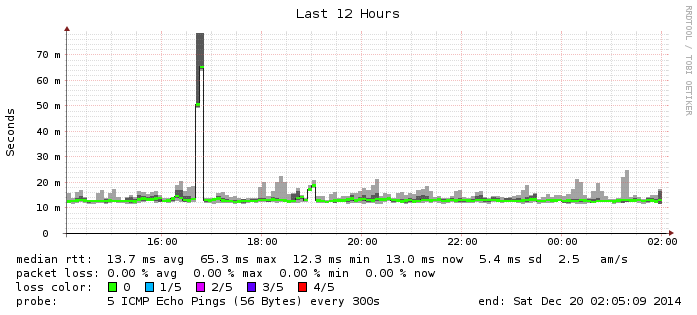 Last 12 Hours
RRDTOOL / TOBI OETIKER
Seconds
70 m
60 m
50 m
40 m
30 m
20 m
10 m
0
16:00 18:00 20:00 22:00 00:00 02:00
median rtt: 13.7 ms avg 65.3 ms max 12.3 ms min 13.0 ms now 5.4 ms sd 2.5 am/s
packet loss: 0.00 % avg 0.00 % max 0.00 % min 0.00 % now
loss color: 0 1/5 2/5 3/5 4/5
probe: 5 ICMP Echo Pings (56 Bytes) every 300s end: Sat Dec 20 02:05:09 2014